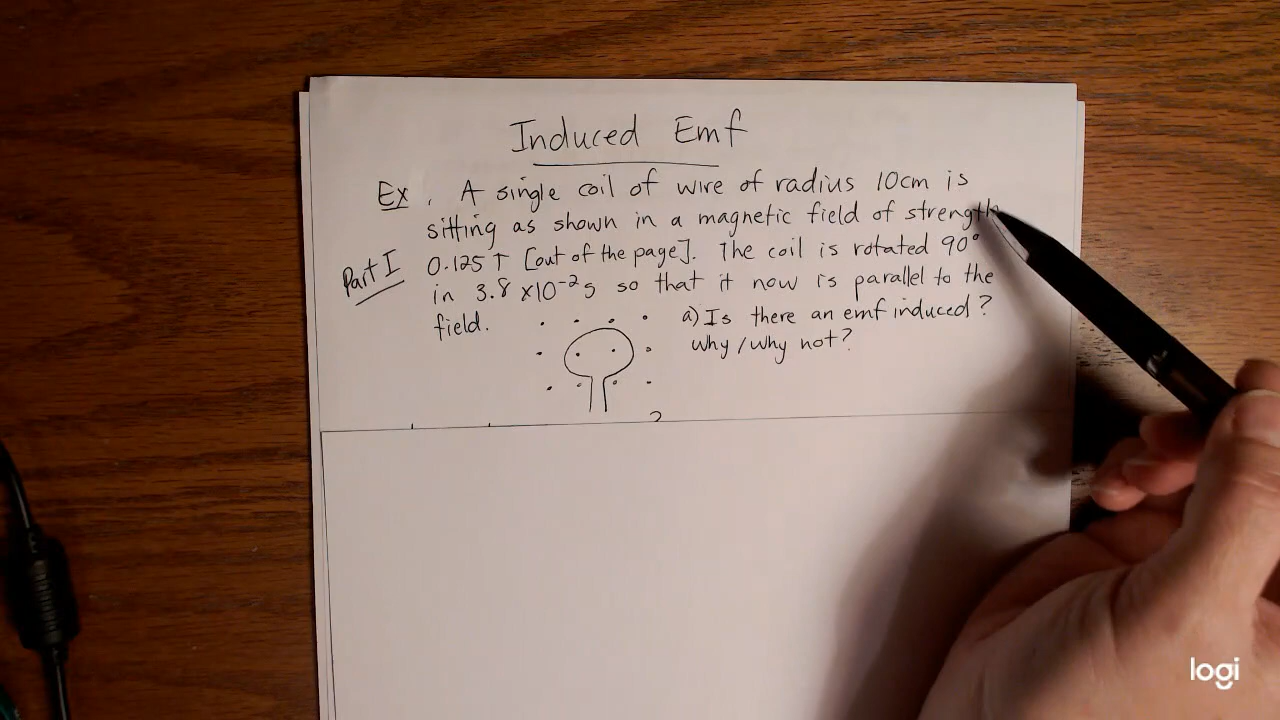 Induced Emf
Ex. A single coil of wire of radius 10cm is
sitting as shown in a magnetic field of strength
Part I
0.125 T [out of the page]. The coil is rotated 90°
in 3.8 x10⁻²s so that it now is parallel to the
field.
a) Is there an emf induced?
Why / Why not?
logi